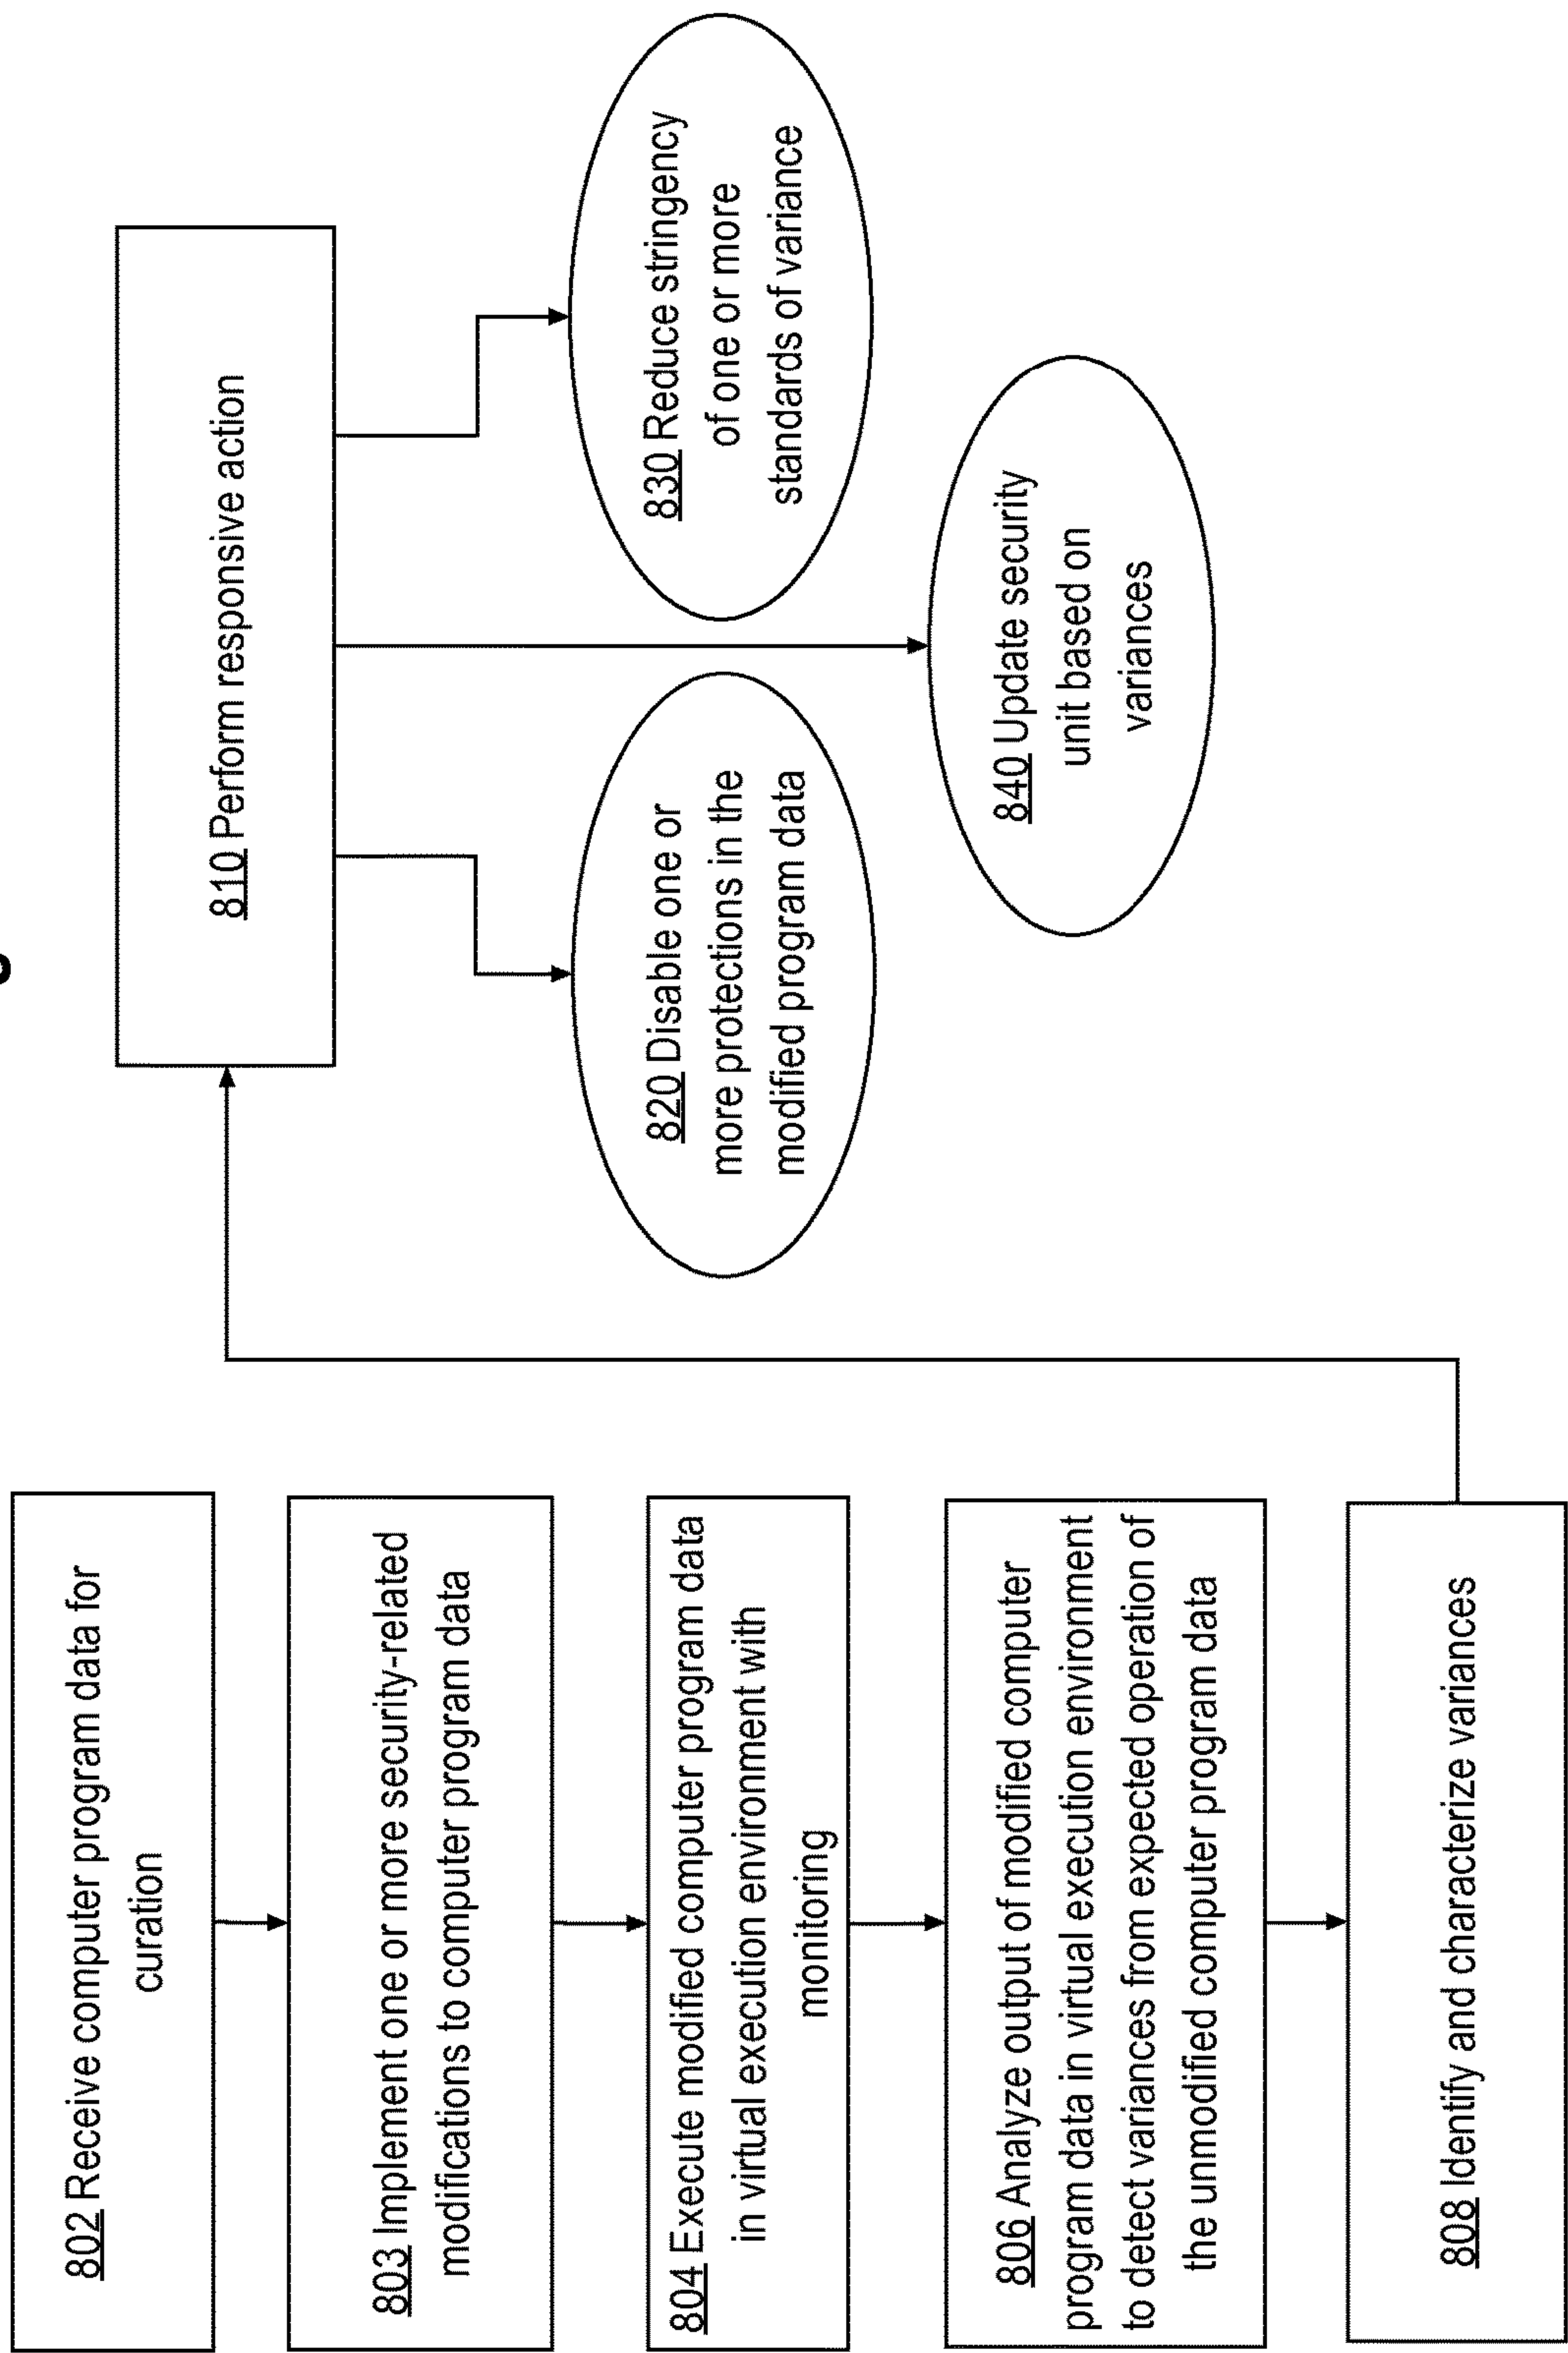 802 Receive computer program data for
curation
803 Implement one or more security-related
modifications to computer program data
804 Execute modified computer program data
in virtual execution environment with
monitoring
806 Analyze output of modified computer
program data in virtual execution environment
to detect variances from expected operation of
the unmodified computer program data
808 Identify and characterize variances
810 Perform responsive action
820 Disable one or
more protections in the
modified program data
830 Reduce stringency
of one or more
standards of variance
840 Update security
unit based on
variances